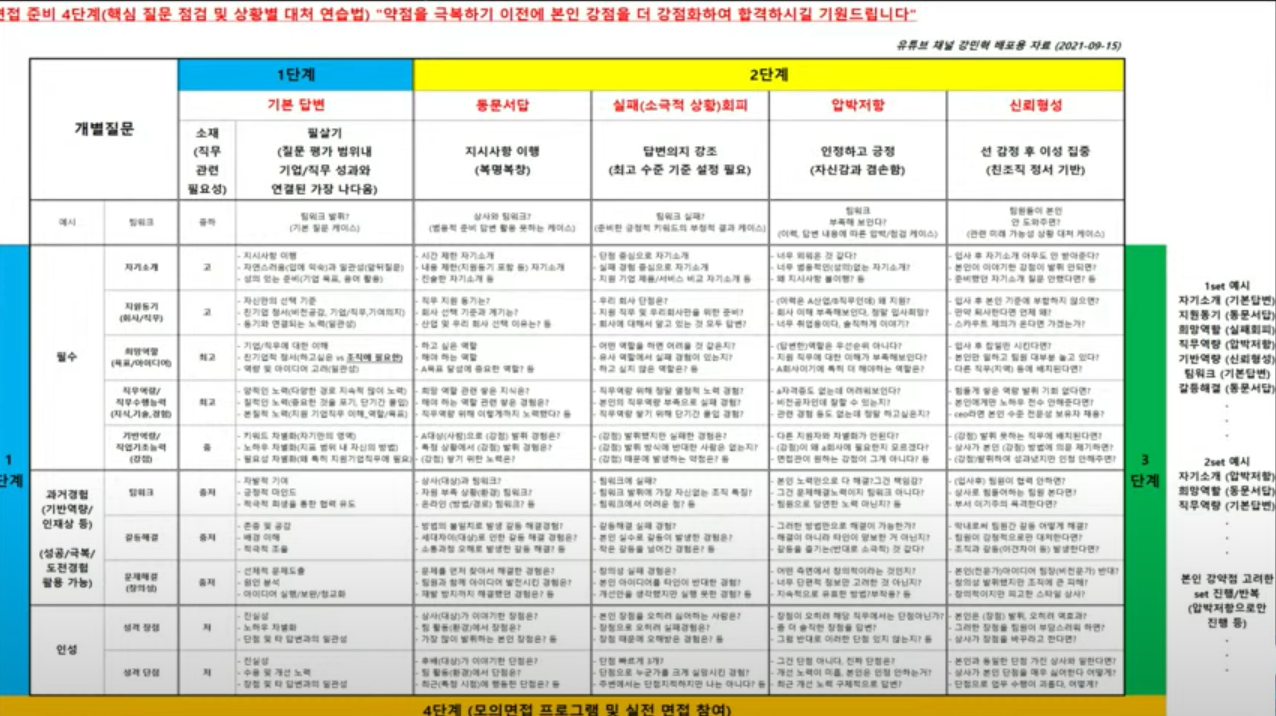 면접 준비 4단계(핵심 질문 점검 및 상황별 대처 연습법) "약점을 극복하기 이전에 본인 강점을 더 강점화하여 합격하시길 기원드립니다"
유튜브 채널 강민혁 배포용 자료 (2021-09-15)
개별질문
1단계
2단계
기본 답변
동문서답
실패(소극적 상황)회피
압박저항
신뢰형성
소재
(직무
관련
필요성)
필살기
(질문 평가 범위내
기업/직무 성과와
연결된 가장 나다움)
지시사항 이행
(복명복창)
답변의지 강조
(최고 수준 기준 설정 필요)
인정하고 긍정
(자신감과 겸손함)
선 감정 후 이성 집중
(친조직 정서 기반)
예시
팀워크
중하
팀워크 발휘?
(기본 질문 케이스)
상사와 팀워크?
(범용적 준비 답변 활용 못하는 케이스)
팀워크 실패?
(준비한 긍정적 키워드의 부정적 결과 케이스)
팀워크
부족해 보인다?
(이력, 답변 내용에 따른 압박/점검 케이스)
팀원들이 본인
안 도와주면?
(관련 미래 가능성 상황 대처 케이스)
필수
자기소개
고
- 지시사항 이행
- 자연스러움(입에 익숙)과 일관성(앞뒤질문)
- 성의 있는 준비(기업 목표, 용어 활용)
- 시간 제한 자기소개
- 내용 제한(지원동기 포함 등) 자기소개
- 진솔한 자기소개 등
- 단점 중심으로 자기소개
- 실패 경험 중심으로 자기소개
- 지원 기업 제품/서비스 비교 자기소개 등
- 너무 외워온 것 같다?
- 너무 범용적인(성의)없는 자기소개?
- 왜 지시사항 불이행? 등
- 입사 후 자기소개 아무도 안 받아준다?
- 본인이 이야기한 강점이 발휘 안되면?
- 준비했던 자기소개 질문 안했다면? 등
지원동기
(회사/직무)
고
- 자신만의 선택 기준
- 친기업 정서(비전공감, 기업/직무,기여의지)
- 동기와 연결되는 노력(일관성)
- 직무 지원 동기는?
- 회사 선택 기준과 계기는?
- 산업 및 우리 회사 선택 이유는? 등
- 우리 회사 단점은?
- 지원 직무 및 우리회사만을 위한 준비?
- 회사에 대해서 알고 있는 것 모두 답변?
- (이력은 A산업/B직무인데) 왜 지원?
- 회사 이해 부족해보인다, 정말 입사희망?
- 너무 취업용이다, 솔직하게 이야기?
- 입사 후 본인 기준에 부합하지 않으면?
- 만약 퇴사한다면 언제 왜?
- 스카우트 제의가 온다면 가겠는가? 등
희망역할
(목표/아이디어)
최고
- 기업/직무에 대한 이해
- 친기업적 정서(하고싶은 vs 조직에 필요한)
- 역량 및 아이디어 고려(일관성)
- 하고 싶은 역할
- 해야 하는 역할
- A목표 달성에 중요한 역할? 등
- 어떤 역할을 하면 어려울 것 같은지?
- 유사 역할에서 실패 경험이 있는지?
- 하고 싶지 않은 역할은? 등
- (답변한)역할은 우선순위 아니다?
- 지원 직무에 대한 이해가 부족해보인다?
- A회사이기에 특히 더 해야하는 역할은?
- 입사 후 잡일만 시킨다면?
- 본인만 일하고 팀원 대부분 놀고 있다?
- 다른 직무(지역) 등에 배치된다면?
직무역량/
직무수행능력
(지식,기술,경험)
최고
- 양적인 노력(다양한 경로 지속적 많이 노력)
- 질적인 노력(중요한 것을 포기, 단기간 몰입)
- 본질적 노력(지원 기업직무 이해_역할/목표)
- 희망 역할 관련 쌓은 지식은?
- 해야 하는 역할 관련 쌓은 경험은?
- 직무역량 위해 이렇게까지 노력했다? 등
- 직무역량 위해 정말 열정적 노력 경험?
- 본인의 직무역량 부족으로 실패?
- 직무역량 쌓기 위해 단기간 몰입 경험?
- a자격증도 없는데 어려워보인다?
- 비전공자인데 잘할 수 있는지?
- 관련 경험 등도 없는데 정말 하고싶은지?
- 힘들게 쌓은 역량 발휘 기회 없다면?
- 본인에게만 노하우 전수 안해준다면?
- ceo라면 본인 수준 전문성 보유자 채용?
기반역량/
직업기초능력
(강점)
중
- 키워드 차별화(자기만의 영역)
- 노하우 차별화(지표 범위 내 자신의 방법)
- 필요성 차별화(왜 특히 지원기업직무에 필요)
- A대상(사람)으로 (강점) 발휘 경험은?
- 특정 상황에서 (강점) 발휘 경험은?
- (강점) 쌓기 위한 노력은?
- (강점) 발휘했지만 실패한 경험은?
- (강점) 발휘 방식에 반대한 사람은 없는지?
- (강점) 때문에 발생하는 약점은? 등
- 다른 지원자와 차별화가 안된다?
- (강점)이 왜 a회사에 필요한지 모르겠다?
- 면접관이 원하는 강점이 그게 아니다? 등
- (강점) 발휘 못하는 직무에 배치된다면?
- 상사가 본인 (강점) 방법에 의문 제기하면?
- (강점)발휘하여 성과냈지만 인정 안해주면?
과거경험
(기반역량/
인재상 등)
(성공/극복/
도전경험
활용 가능)
팀워크
중저
- 자발적 기여
- 긍정적 마인드
- 적극적 희생을 통한 협력 유도
- 상사(대상)과 팀워크?
- 자원 부족 상황(환경) 팀워크?
- 온라인 (방법/경로) 팀워크? 등
- 팀워크에 실패?
- 팀워크 발휘에 가장 자신없는 조직 특징?
- 팀워크에서 어려운 점? 등
- 본인 노력만으로 다 해결?그건 책임감?
- 그건 문제해결노력이지 팀워크 아니다?
- 팀원으로 당연한 노력 아닌지? 등
- (입사후) 팀원이 협력 안하면?
- 상사로 힘들어하는 팀원 본다면?
- 부서 이기주의 목격한다면?
갈등해결
중저
- 존중 및 공감
- 배경 이해
- 적극적 조율
- 방법의 불일치로 발생 갈등 해결경험?
- 세대차이(대상)로 인한 갈등 해결 경험은?
- 소통과정 오해로 발생한 갈등 해결? 등
- 갈등해결 실패 경험?
- 본인 실수로 갈등이 발생한 경험은?
- 작은 갈등을 넘어간 경험은? 등
- 그러한 방법만으로 해결이 가능한가?
- 해결이 아니라 타인이 양보한 거 아닌지?
- 갈등을 즐기는(반대로 소극적) 것 같다?
- 막내로써 팀원간 갈등 어떻게 해결?
- 팀원이 감정적으로만 대처한다면?
- 조직과 갈등(이견차이 등) 발생한다면?
문제해결
(창의성)
중저
- 선제적 문제도출
- 원인 분석
- 아이디어 실행/보완/정교화
- 문제를 먼저 찾아서 해결한 경험?
- 팀원과 함께 아이디어 발전시킨 경험?
- 재발 방지까지 해결했던 경험은? 등
- 창의성 실패 경험?
- 본인 아이디어를 타인이 반대한 경험?
- 개선안을 생각했지만 실행 못한 경험? 등
- 어떤 측면에서 창의적이라는 것인지?
- 너무 단편적 정보만 고려한 것 아닌지?
- 지속적으로 유효한 방법?부작용? 등
- 본인(전문가)아이디어 팀장(비전문가) 반대?
- 창의성 발휘했지만 조직에 큰 피해?
- 창의적이지만 피고한 스타일 상사?
인성
성격 장점
저
- 진실성
- 노하우 차별화
- 단점 및 타 답변과의 일관성
- 상사(대상)가 이야기한 장점은?
- 팀 활동(환경)에서 장점은?
- 가장 많이 발휘하는 본인 장점은? 등
- 본인 장점을 오히려 싫어하는 사람은?
- 장점으로 오히려 실패경험은?
- 장점 때문에 오해받은 경험은? 등
- 장점이 오히려 해당 직무에서는 단점아닌가?
- 좀 더 솔직한 장점을 답변?
- 그럼 반대로 이러한 단점 있지 않는지? 등
- 본인은 (장점) 발휘, 오히려 역효과?
- 그러한 장점을 팀원이 부담스러워 하면?
- 상사가 장점을 바꾸라고 한다면?
성격 단점
저
- 진실성
- 수용 및 개선 노력
- 장점 및 타 답변과의 일관성
- 후배(대상)가 이야기한 단점은?
- 팀 활동(환경)에서 단점은?
- 최근(특정 시점)에 행동한 단점은? 등
- 단점 빠르게 3개?
- 단점으로 누군가를 크게 실망시킨 경험?
- 주변에서는 단점지적하지만 나는 아니다? 등
- 그건 단점 아니다, 진짜 단점은?
- 개선 노력이 미흡, 본인은 인정 안하는거?
- 최근 개선 노력 구체적으로 답변?
- 본인과 동일한 단점 가진 상사와 일한다면?
- 상사가 본인 단점을 매우 싫어한다 어떻게?
- 단점으로 업무 수행이 괴롭다, 어떻게?
1
단계
3
단계
1set 예시
자기소개 (기본답변)
지원동기 (동문서답)
희망역할 (실패회피)
직무역량 (압박저항)
기반역량 (신뢰형성)
팀워크 (기본답변)
갈등해결 (동문서답)
.
.
.
2set 예시
자기소개 (압박저항)
희망역할 (동문서답)
직무역량 (기본답변)
.
.
.
본인 강약점 고려한
set 진행/반복
(압박저항으로만
진행 등)
.
.
.
4단계 (모의면접 프로그램 및 실전 면접 참여)